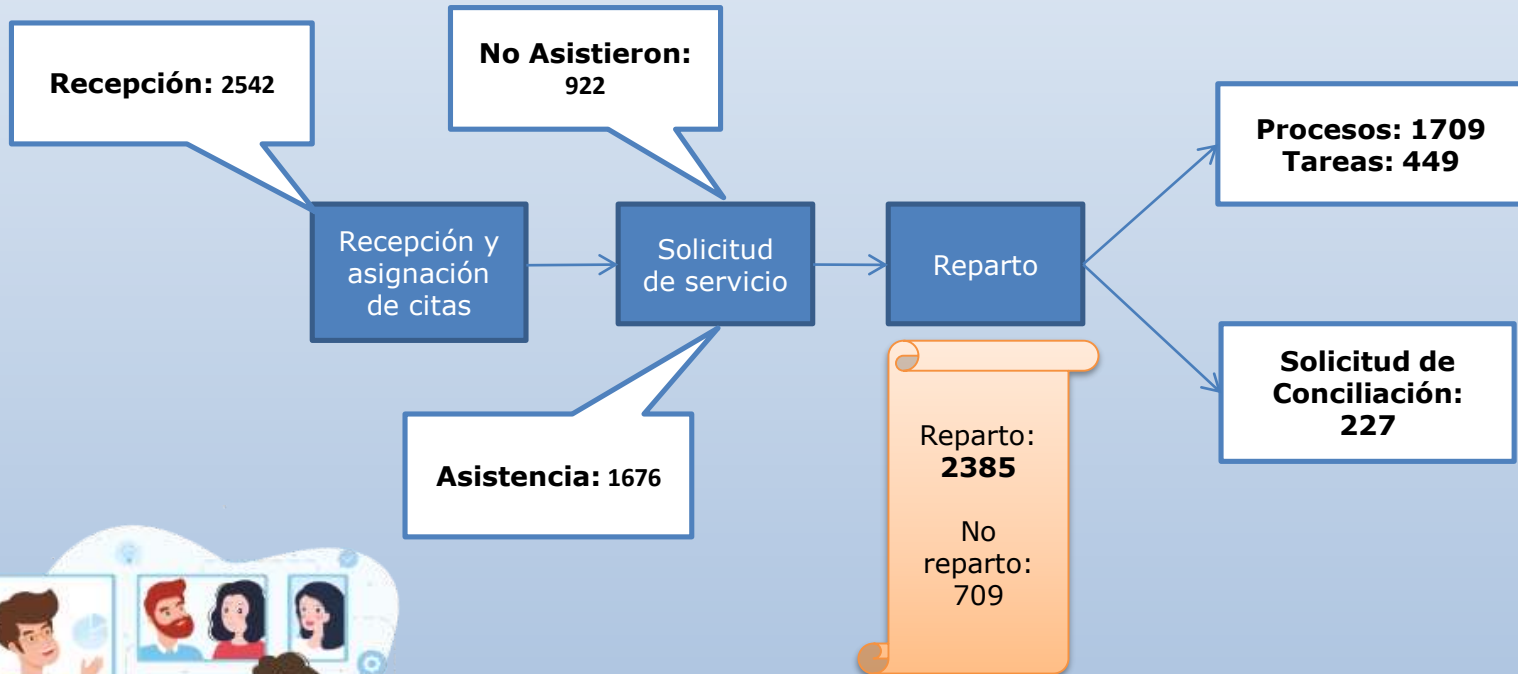 Recepción: 2542
No Asistieron:
922
Procesos: 1709
Tareas: 449
Recepción y
asignación
de citas
Solicitud
de servicio
Reparto
Solicitud de
Conciliación:
227
Asistencia: 1676
Reparto:
2385
No
reparto:
709